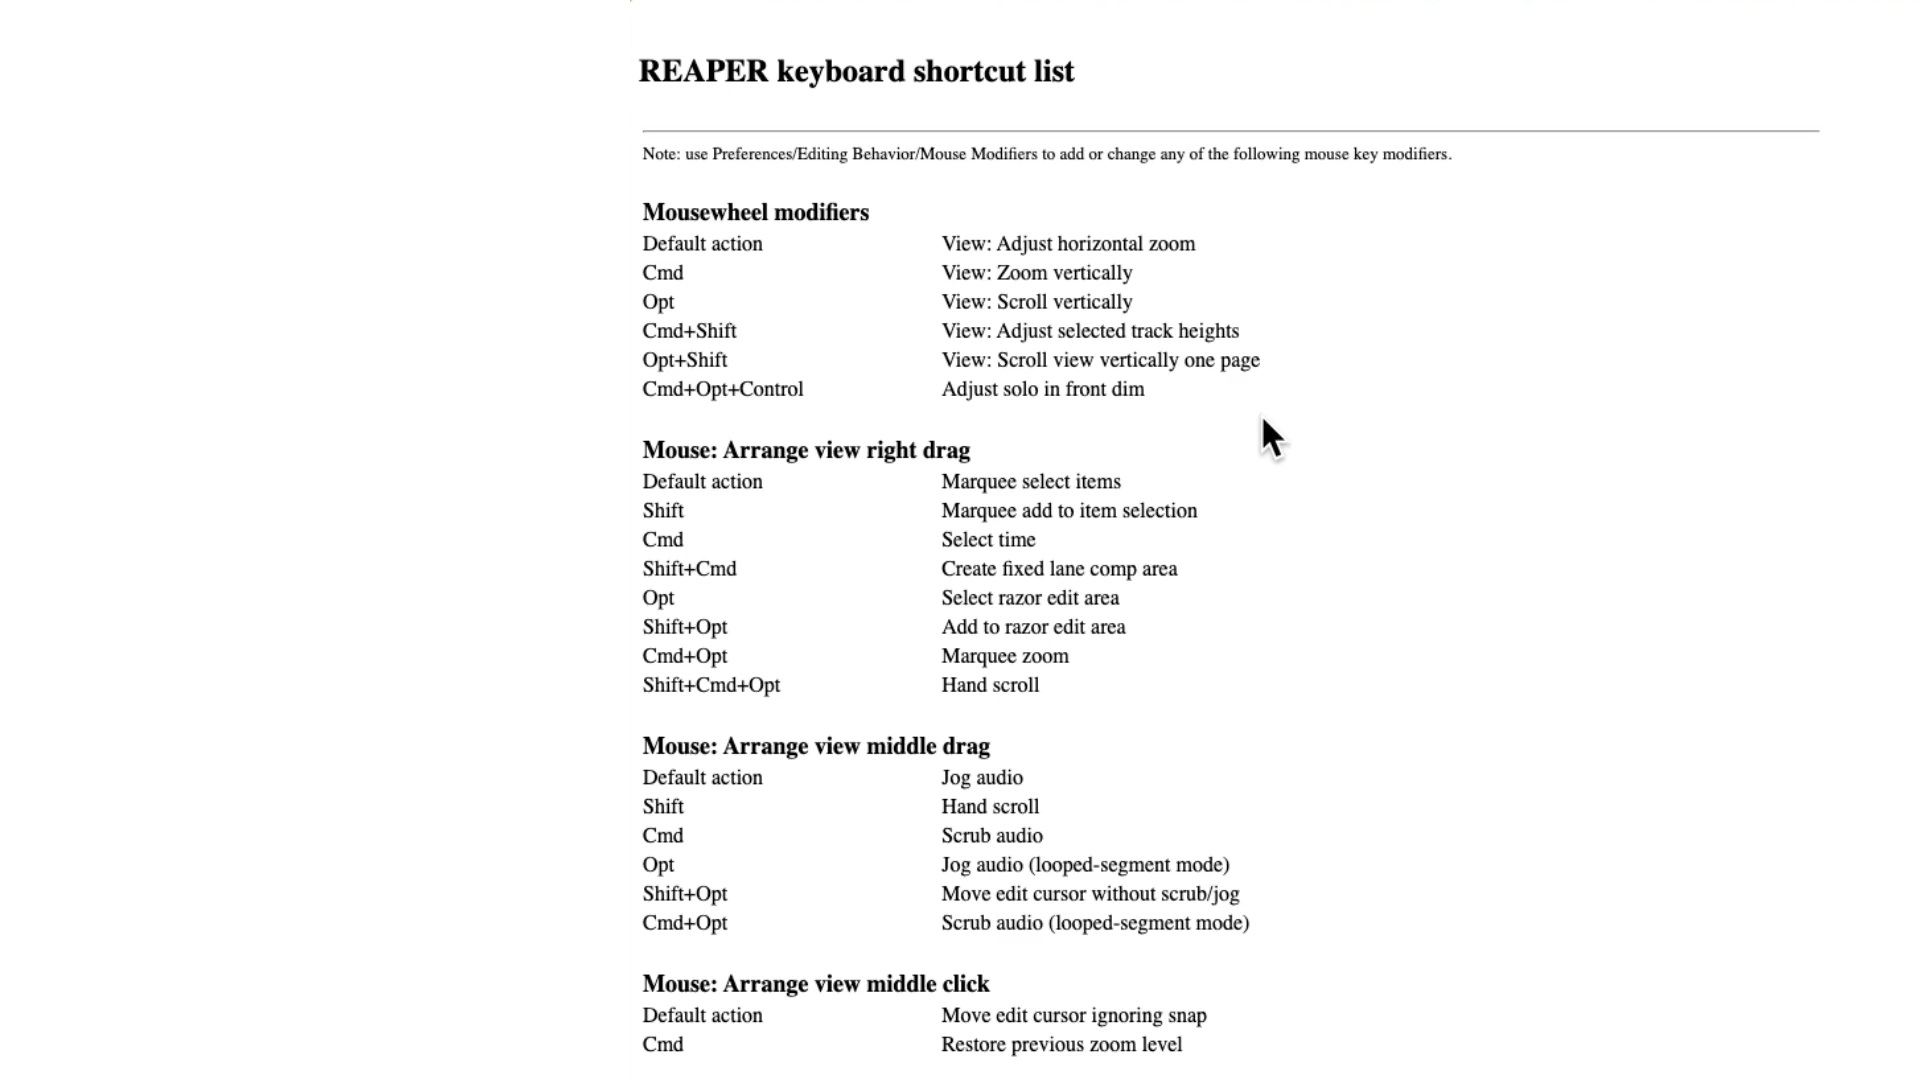 REAPER keyboard shortcut list
Note: use Preferences/Editing Behavior/Mouse Modifiers to add or change any of the following mouse key modifiers.
Mousewheel modifiers
Default action View: Adjust horizontal zoom
Cmd View: Zoom vertically
Opt View: Scroll vertically
Cmd+Shift View: Adjust selected track heights
Opt+Shift View: Scroll view vertically one page
Cmd+Opt+Control Adjust solo in front dim
Mouse: Arrange view right drag
Default action Marquee select items
Shift Marquee add to item selection
Cmd Select time
Shift+Cmd Create fixed lane comp area
Opt Select razor edit area
Shift+Opt Add to razor edit area
Cmd+Opt Marquee zoom
Shift+Cmd+Opt Hand scroll
Mouse: Arrange view middle drag
Default action Jog audio
Shift Hand scroll
Cmd Scrub audio
Opt Jog audio (looped-segment mode)
Shift+Opt Move edit cursor without scrub/jog
Cmd+Opt Scrub audio (looped-segment mode)
Mouse: Arrange view middle click
Default action Move edit cursor ignoring snap
Cmd Restore previous zoom level